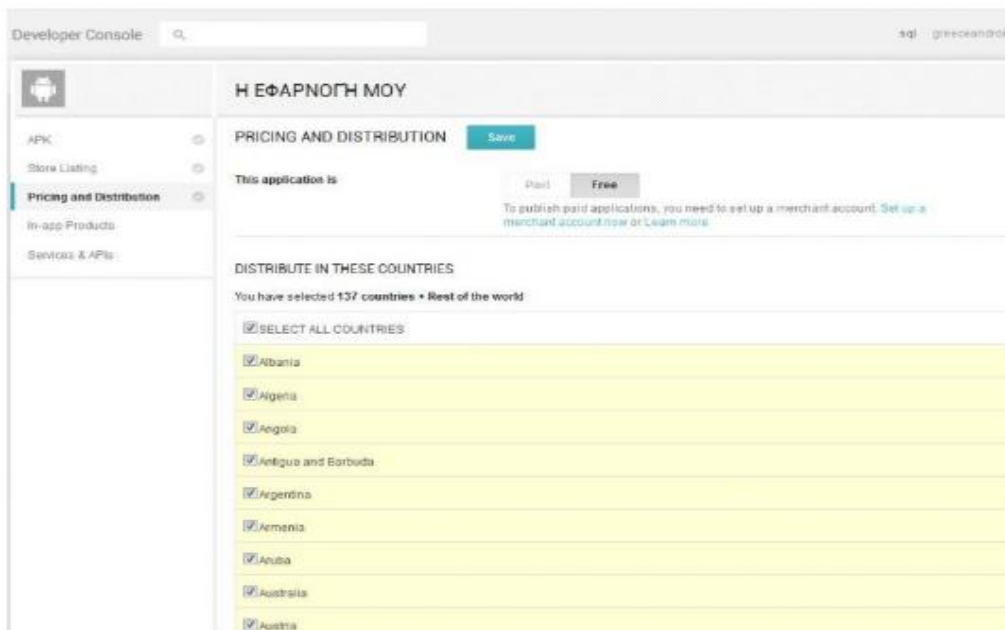 Developer Console
sql greeceandroi
Η ΕΦΑΡΝΟΓΗ ΜΟΥ
APK
Store Listing
Pricing and Distribution
In-app Products
Services & APIs
PRICING AND DISTRIBUTION Save
This application is
Paid Free
To publish paid applications, you need to set up a merchant account. Set up a
merchant account now or Learn more
DISTRIBUTE IN THESE COUNTRIES
You have selected 137 countries • Rest of the world
SELECT ALL COUNTRIES
Albania
Algeria
Angola
Antigua and Barbuda
Argentina
Armenia
Aruba
Australia
Austria